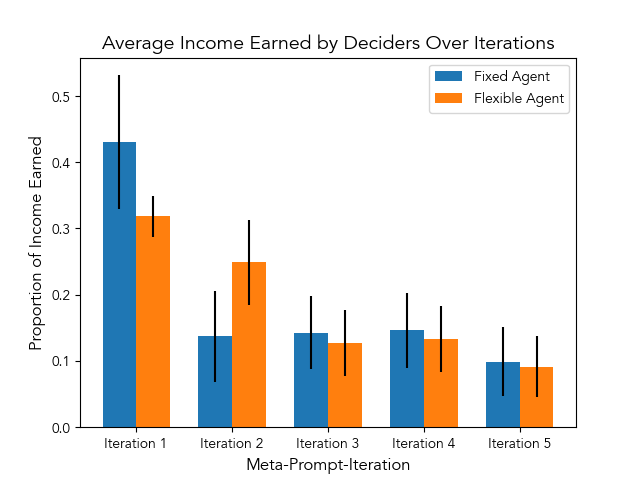 Average Income Earned by Deciders Over Iterations
Fixed Agent
Flexible Agent
Proportion of Income Earned
0.5
0.4
0.3
0.2
0.1
0.0
Iteration 1
Iteration 2
Iteration 3
Iteration 4
Iteration 5
Meta-Prompt-Iteration